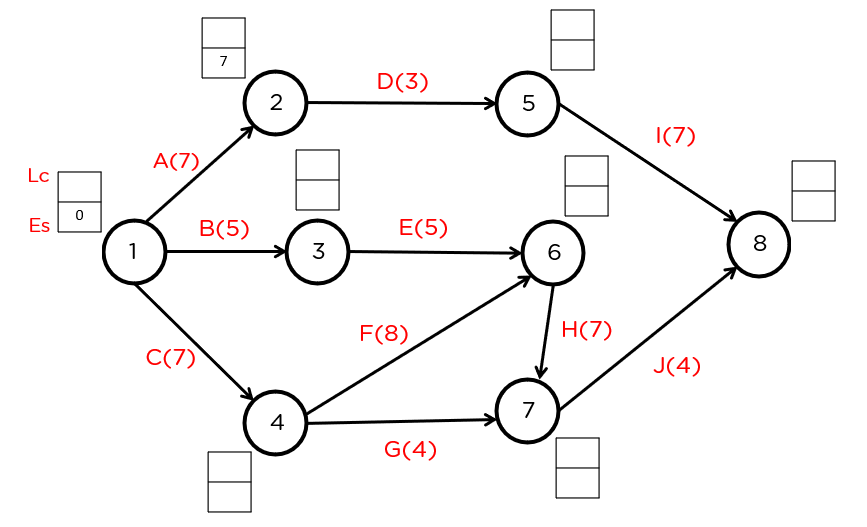 7
D(3)
2
5
A(7)
I(7)
Lc
0
Es
B(5)
E(5)
1
3
6
8
C(7)
F(8)
H(7)
J(4)
4
7
G(4)